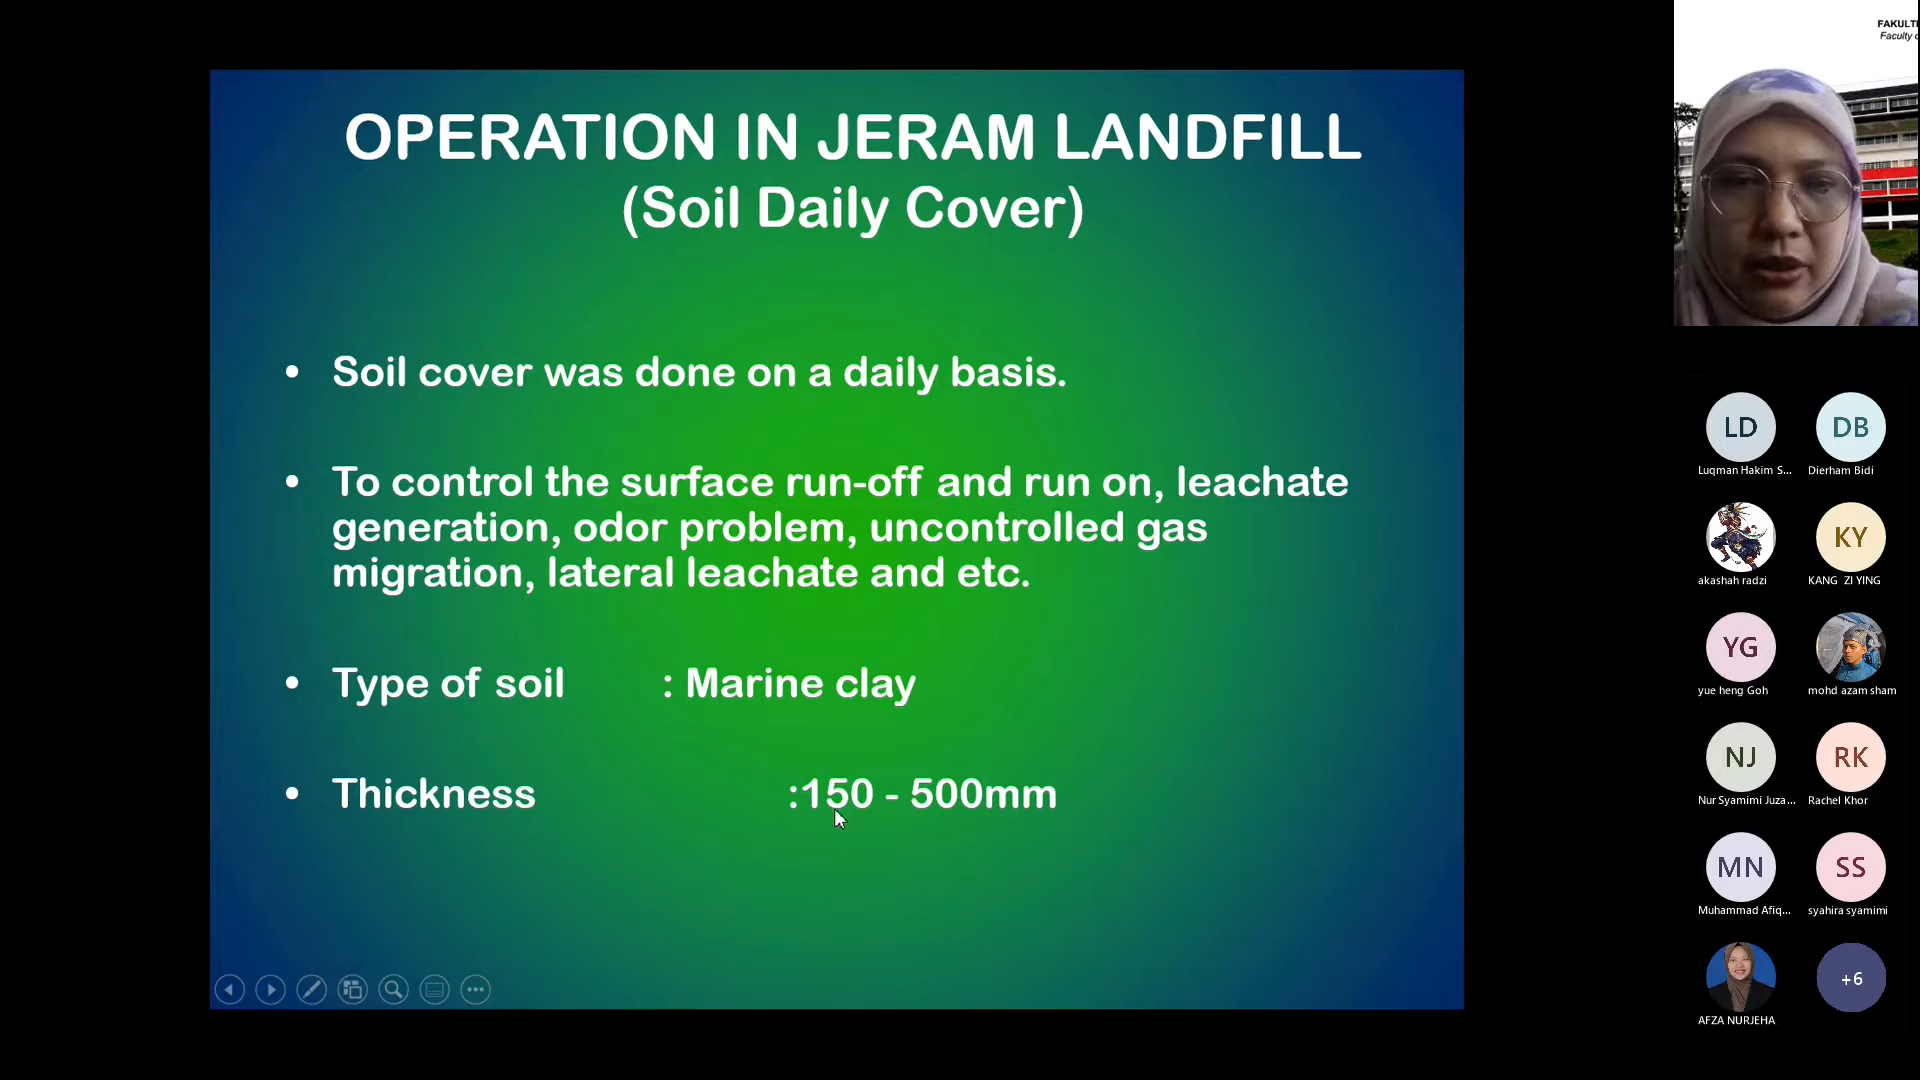 OPERATION IN JERAM LANDFILL
(Soil Daily Cover)
• Soil cover was done on a daily basis.
• To control the surface run-off and run on, leachate
generation, odor problem, uncontrolled gas
migration, lateral leachate and etc.
• Type of soil : Marine clay
• Thickness :150 - 500mm
FAKULTI
Faculty o
LD
DB
Luqman Hakim S...
Dierham Bidi
KY
akashah radzi
KANG ZI YING
YG
yue heng Goh
mohd azam sham
NJ
RK
Nur Syamimi Juza...
Rachel Khor
MN
SS
Muhammad Afiq...
syahira syamimi
+6
AFZA NURJEHA